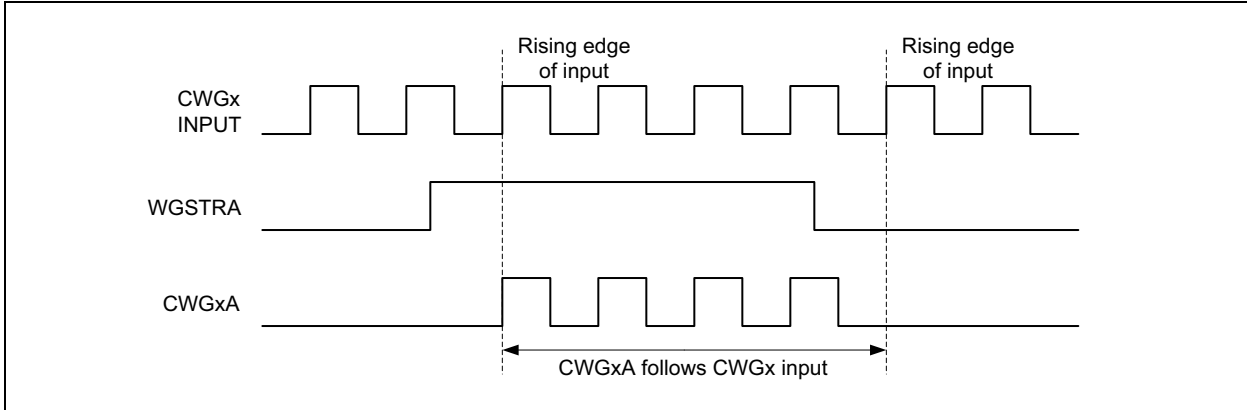 Rising edge
of input
Rising edge
of input
CWGx
INPUT
WGSTRA
CWGxA
CWGxA follows CWGx input